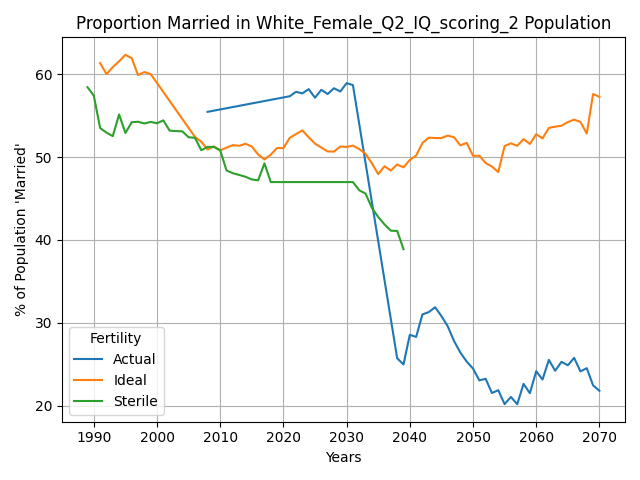 Proportion Married in White_Female_Q2_IQ_scoring_2 Population
% of Population 'Married'
60
50
40
30
20
Fertility
Actual
Ideal
Sterile
1990 2000 2010 2020 2030 2040 2050 2060 2070
Years